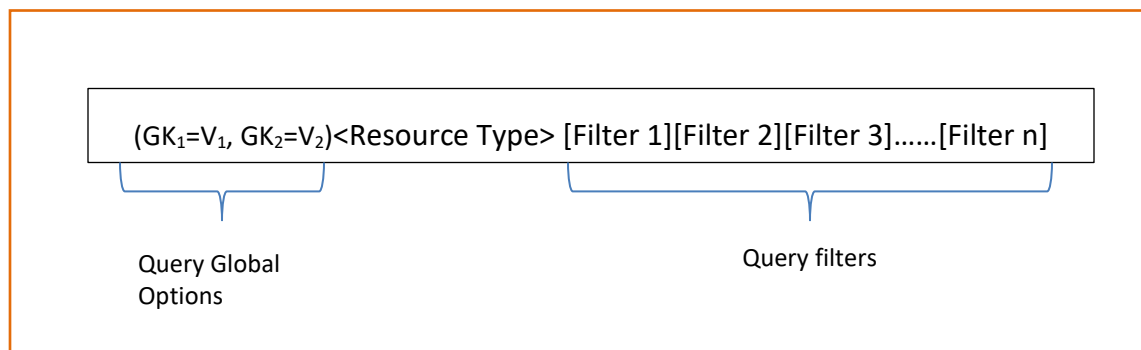 (GK₁=V₁, GK₂=V₂)<Resource Type> [Filter 1][Filter 2][Filter 3]......[Filter n]
Query Global
Options
Query filters